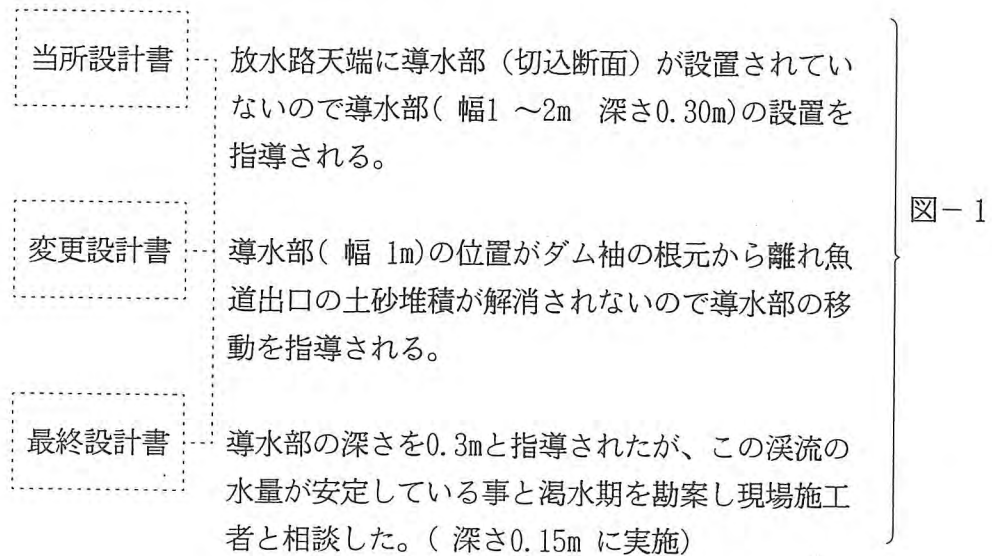 当所設計書
放水路天端に導水部（切込断面）が設置されてい
ないので導水部( 幅1 ～2m 深さ0.30m)の設置を
指導される。
図－１
変更設計書
導水部( 幅 1m)の位置がダム袖の根元から離れ魚
道出口の土砂堆積が解消されないので導水部の移
動を指導される。
最終設計書
導水部の深さを0.3mと指導されたが、この渓流の
水量が安定している事と渇水期を勘案し現場施工
者と相談した。( 深さ0.15m に実施)